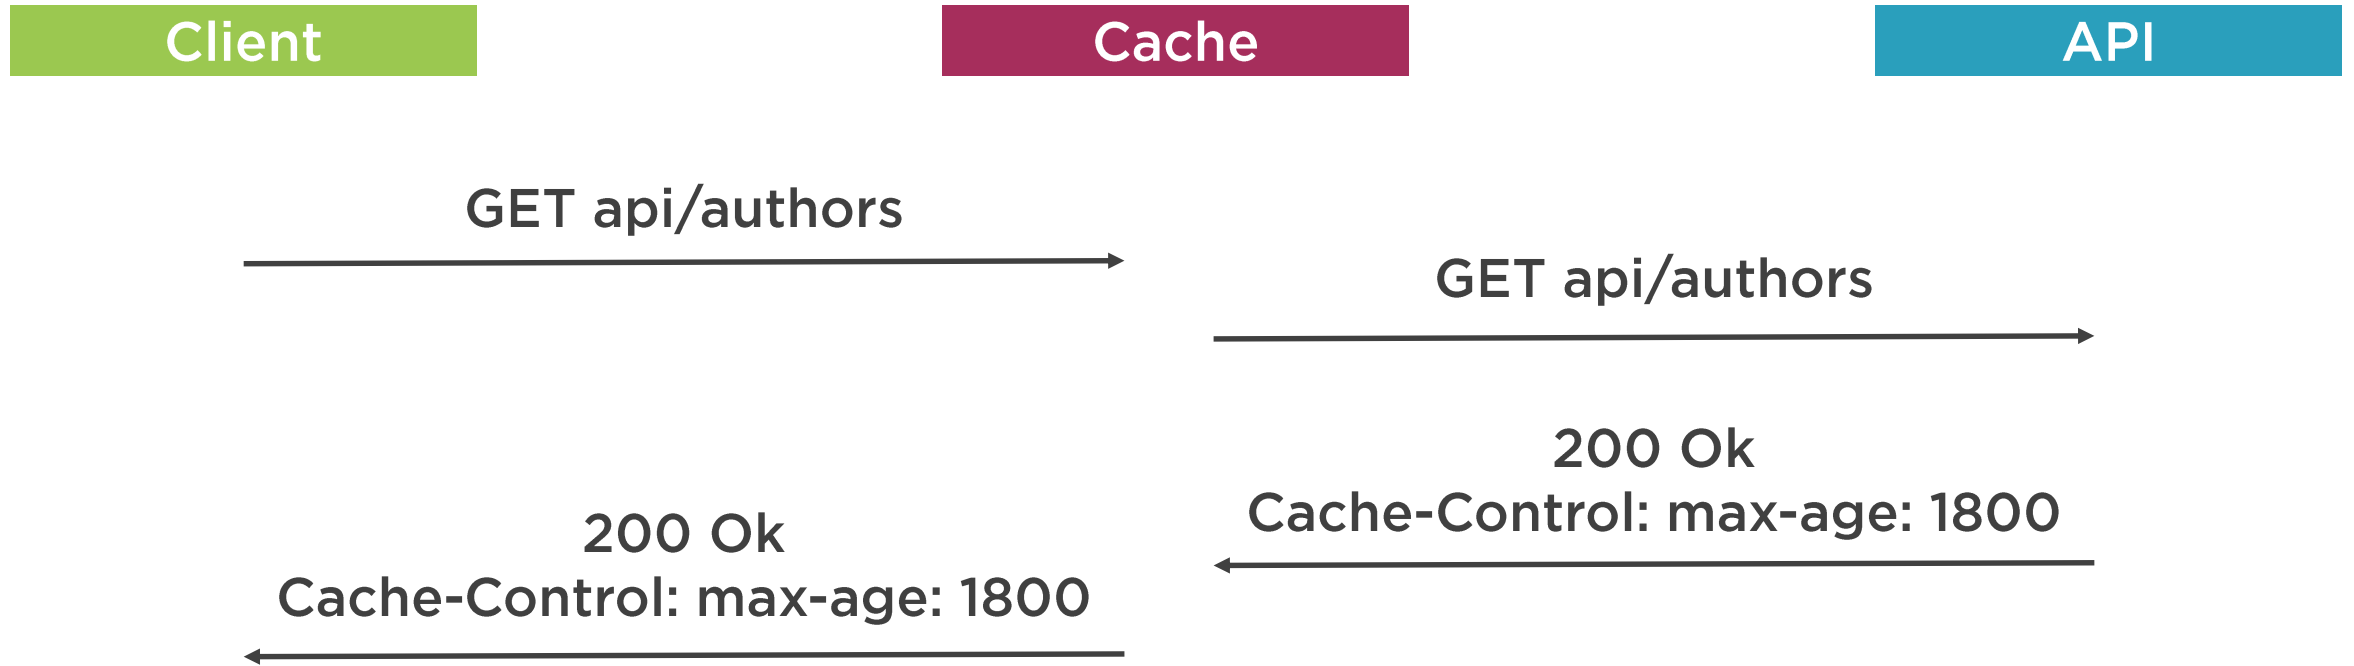 Client
Cache
API
GET api/authors
GET api/authors
200 Ok
Cache-Control: max-age: 1800
200 Ok
Cache-Control: max-age: 1800